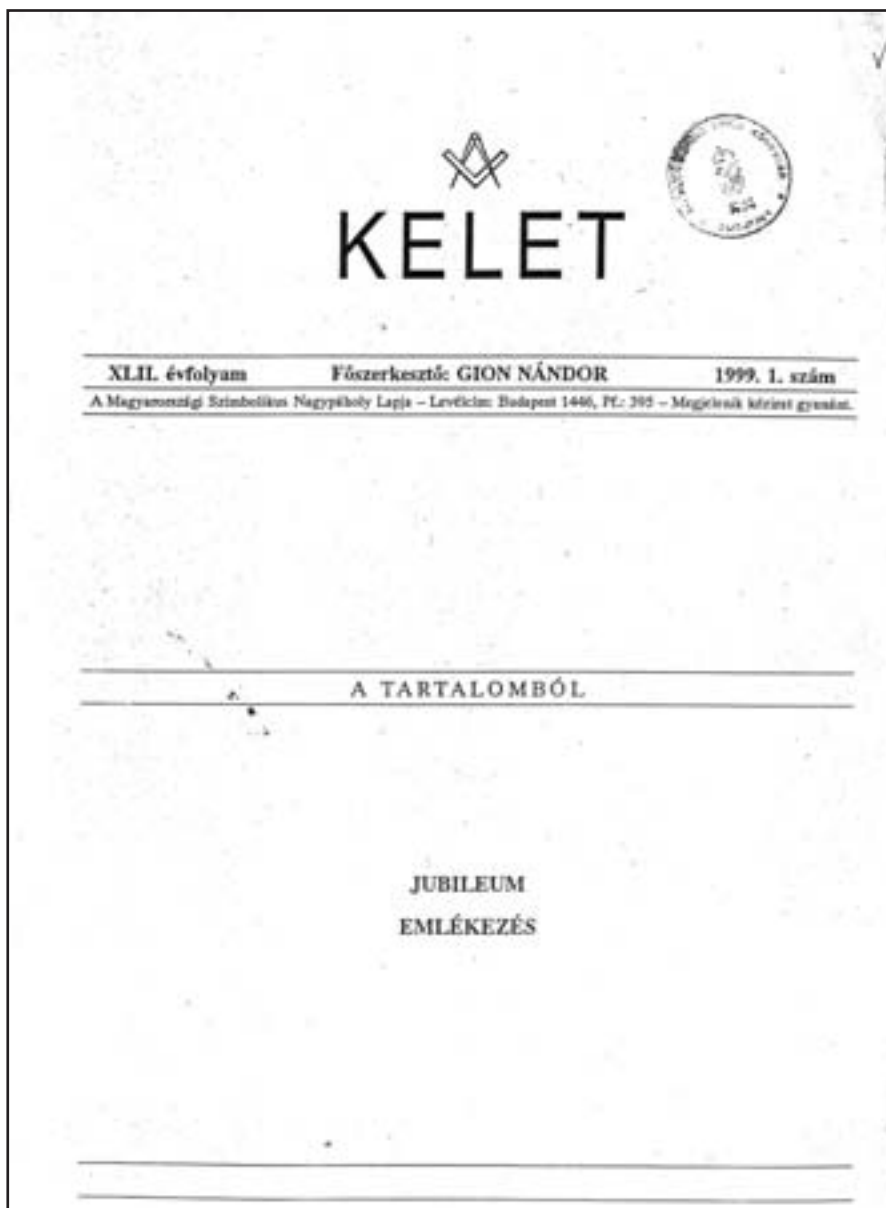 KELET
XLII. évfolyam Főszerkesztő: GION NÁNDOR 1999. 1. szám
A Magyarországi Szimbolikus Nagypáholy Lapja – Levélcím: Budapest 1446, Pf.: 395 – Megjelenik kézirat gyanánt.
A TARTALOMBÓL
JUBILEUM
EMLÉKEZÉS